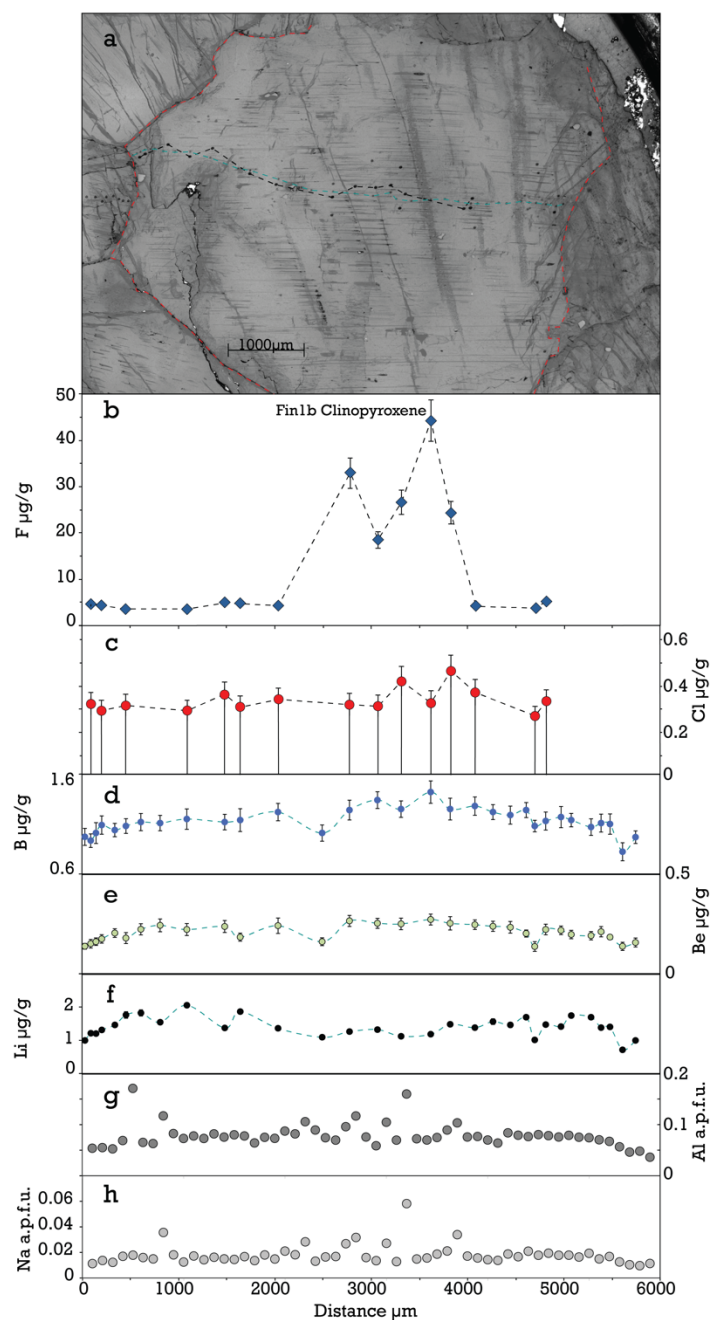 a
1000μm
b
Fin1b Clinopyroxene
50
40
30
20
10
0
F μg/g
c
0.6
0.4
0.2
0
Cl μg/g
d
1.6
0.6
B μg/g
e
0.5
0
Be μg/g
f
2
1
0
Li μg/g
g
0.2
0.1
0
Al a.p.f.u.
h
0.06
0.04
0.02
0
Na a.p.f.u.
0 1000 2000 3000 4000 5000 6000
Distance μm